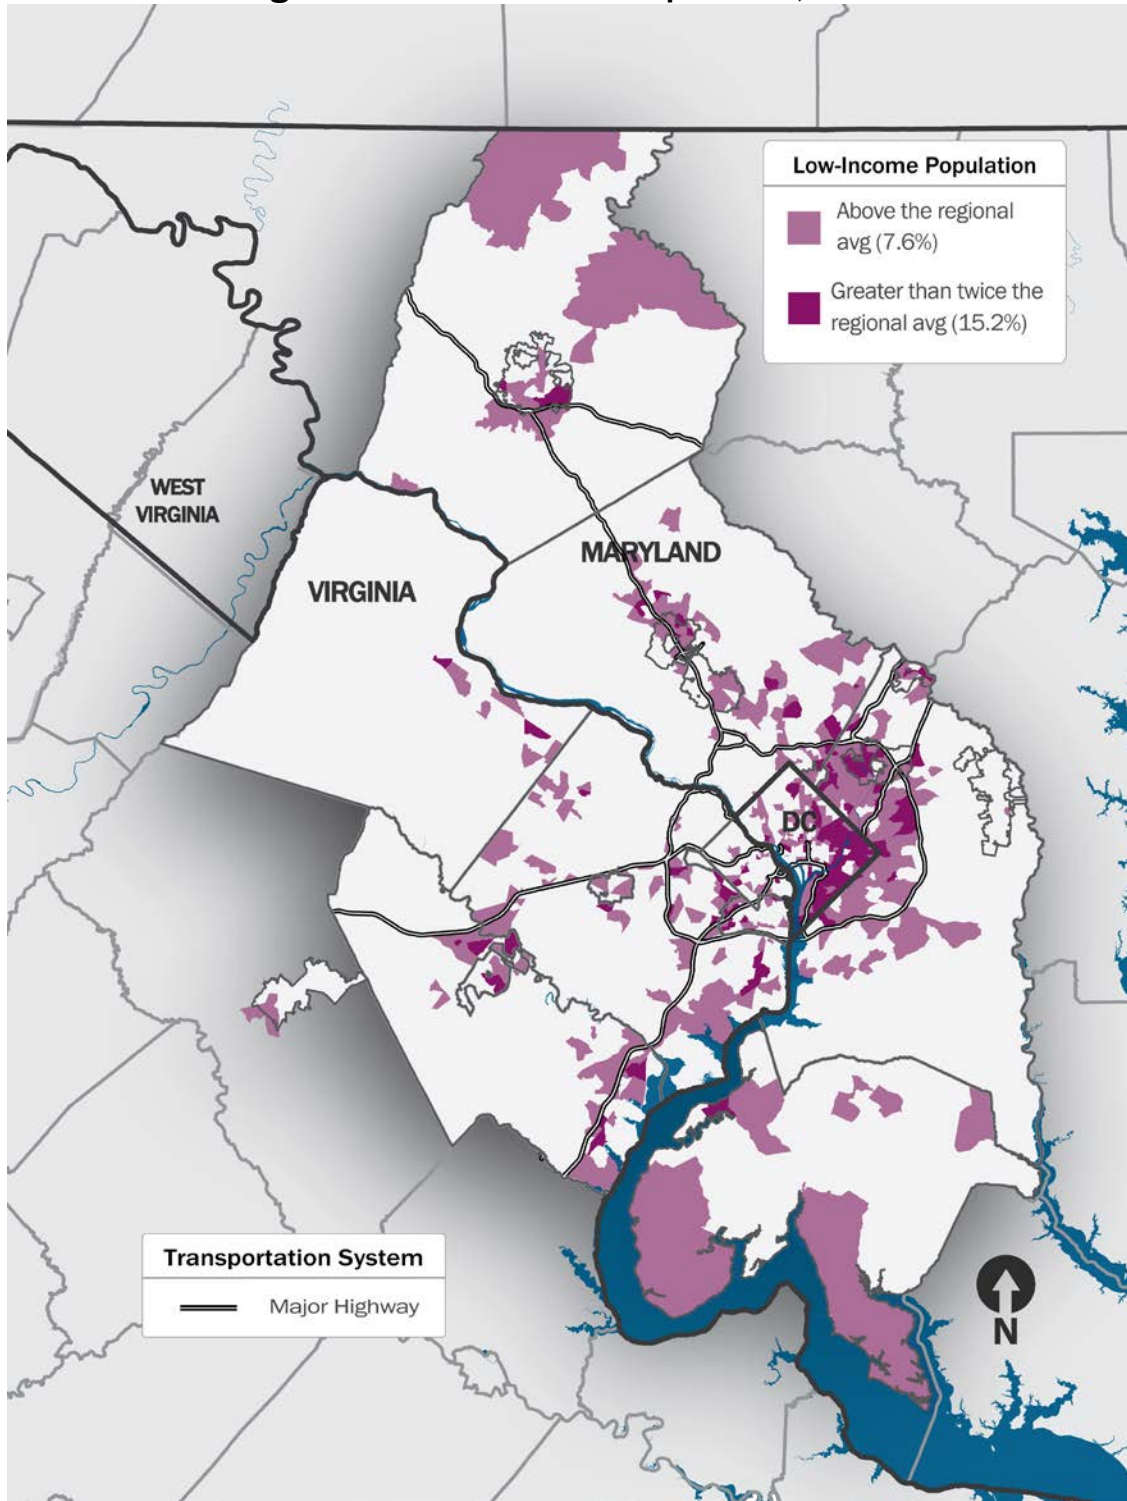 Low-Income Population
Above the regional
avg (7.6%)
Greater than twice the
regional avg (15.2%)
WEST
VIRGINIA
MARYLAND
VIRGINIA
DC
Transportation System
Major Highway
N